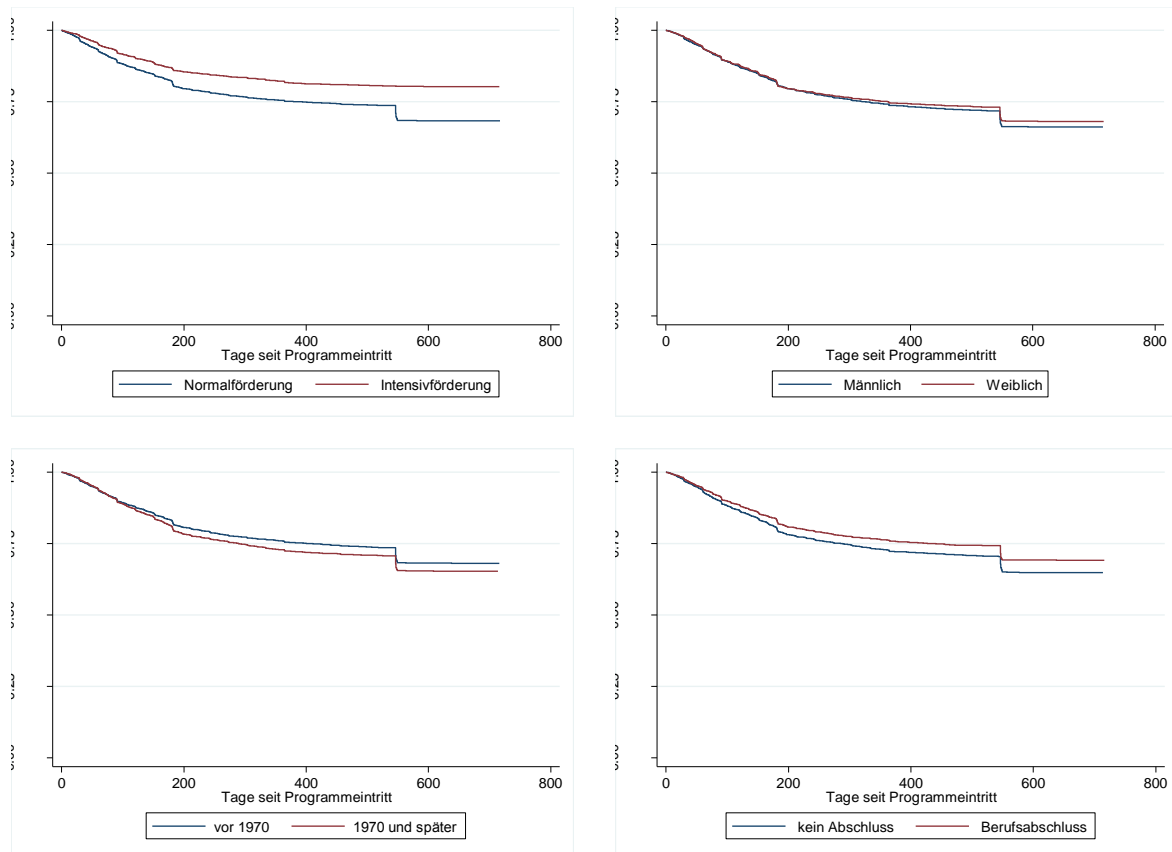 0 200 400 600 800
Tage seit Programmeintritt
Normalförderung Intensivförderung
0 200 400 600 800
Tage seit Programmeintritt
Männlich Weiblich
0 200 400 600 800
Tage seit Programmeintritt
vor 1970 1970 und später
0 200 400 600 800
Tage seit Programmeintritt
kein Abschluss Berufsabschluss